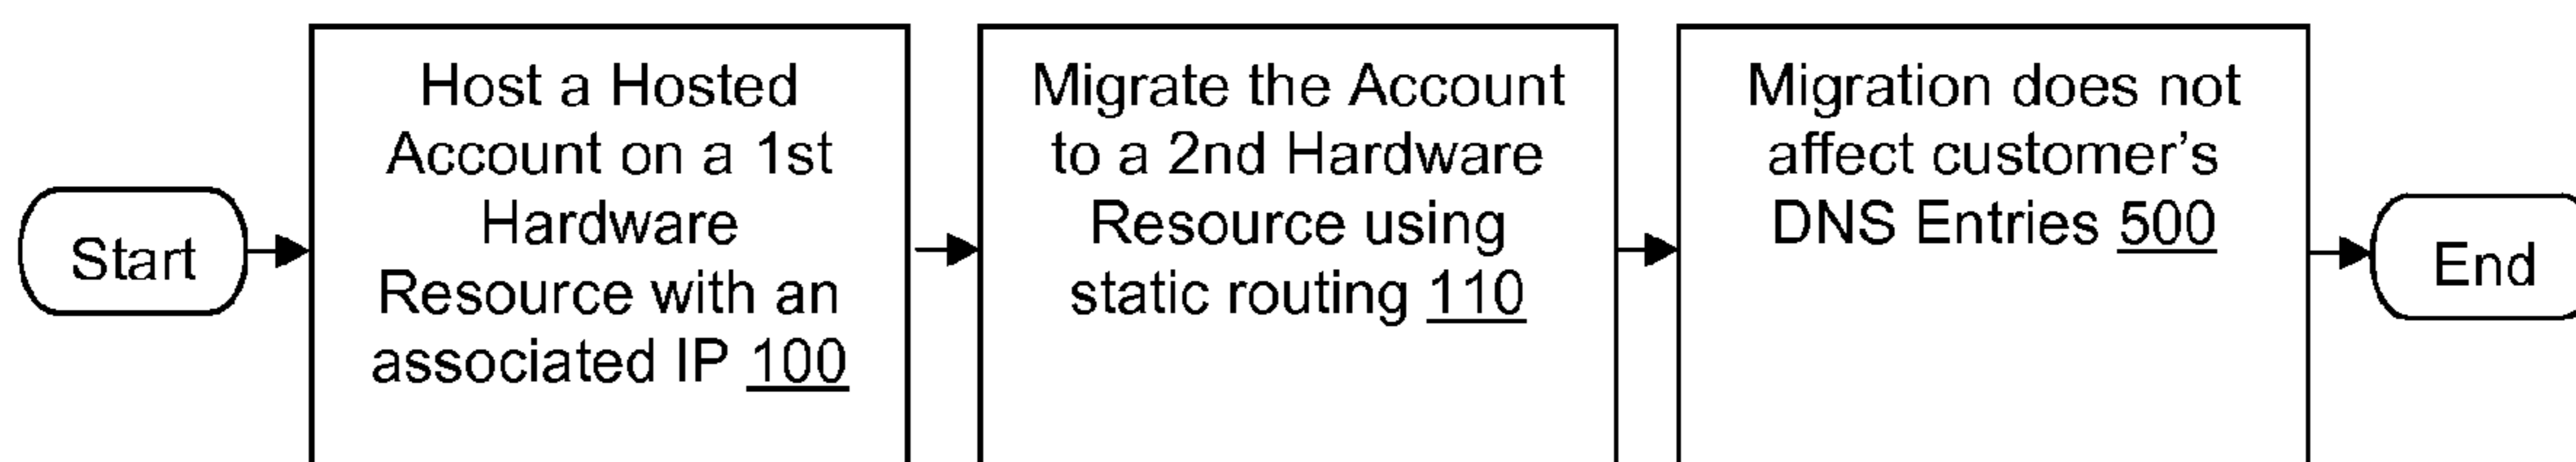 Start
Host a Hosted
Account on a 1st
Hardware
Resource with an
associated IP 100
Migrate the Account
to a 2nd Hardware
Resource using
static routing 110
Migration does not
affect customer’s
DNS Entries 500
End